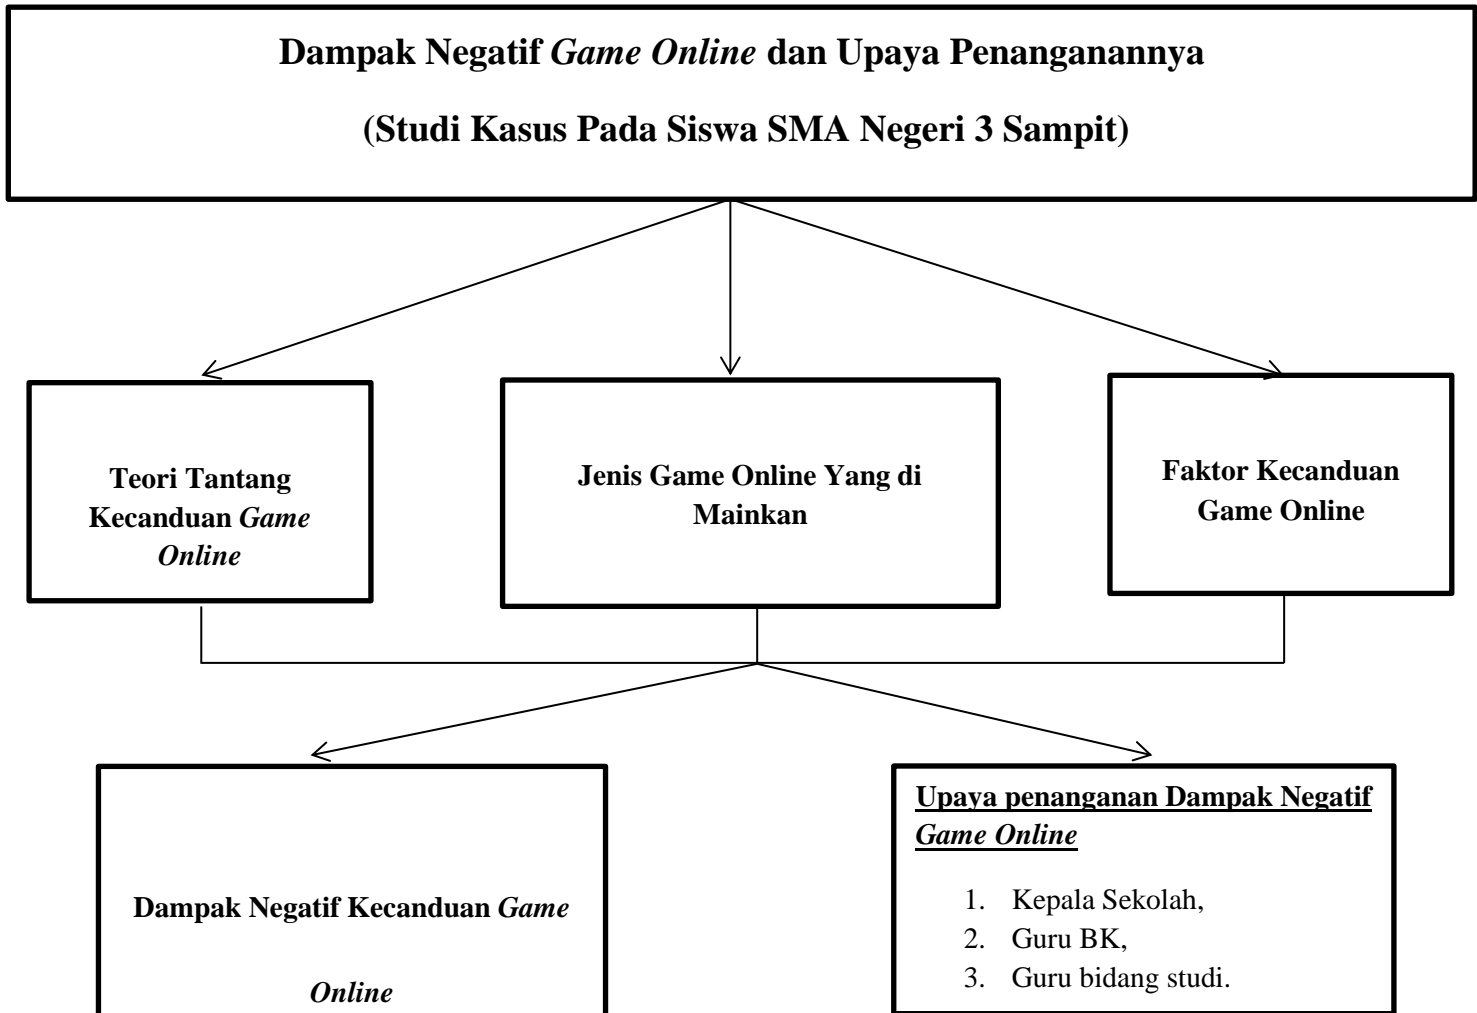 Dampak Negatif Game Online dan Upaya Penanganannya
(Studi Kasus Pada Siswa SMA Negeri 3 Sampit)
Teori Tantang
Kecanduan Game
Online
Jenis Game Online Yang di
Mainkan
Faktor Kecanduan
Game Online
Dampak Negatif Kecanduan Game
Online
Upaya penanganan Dampak Negatif
Game Online
1. Kepala Sekolah,
2. Guru BK,
3. Guru bidang studi.